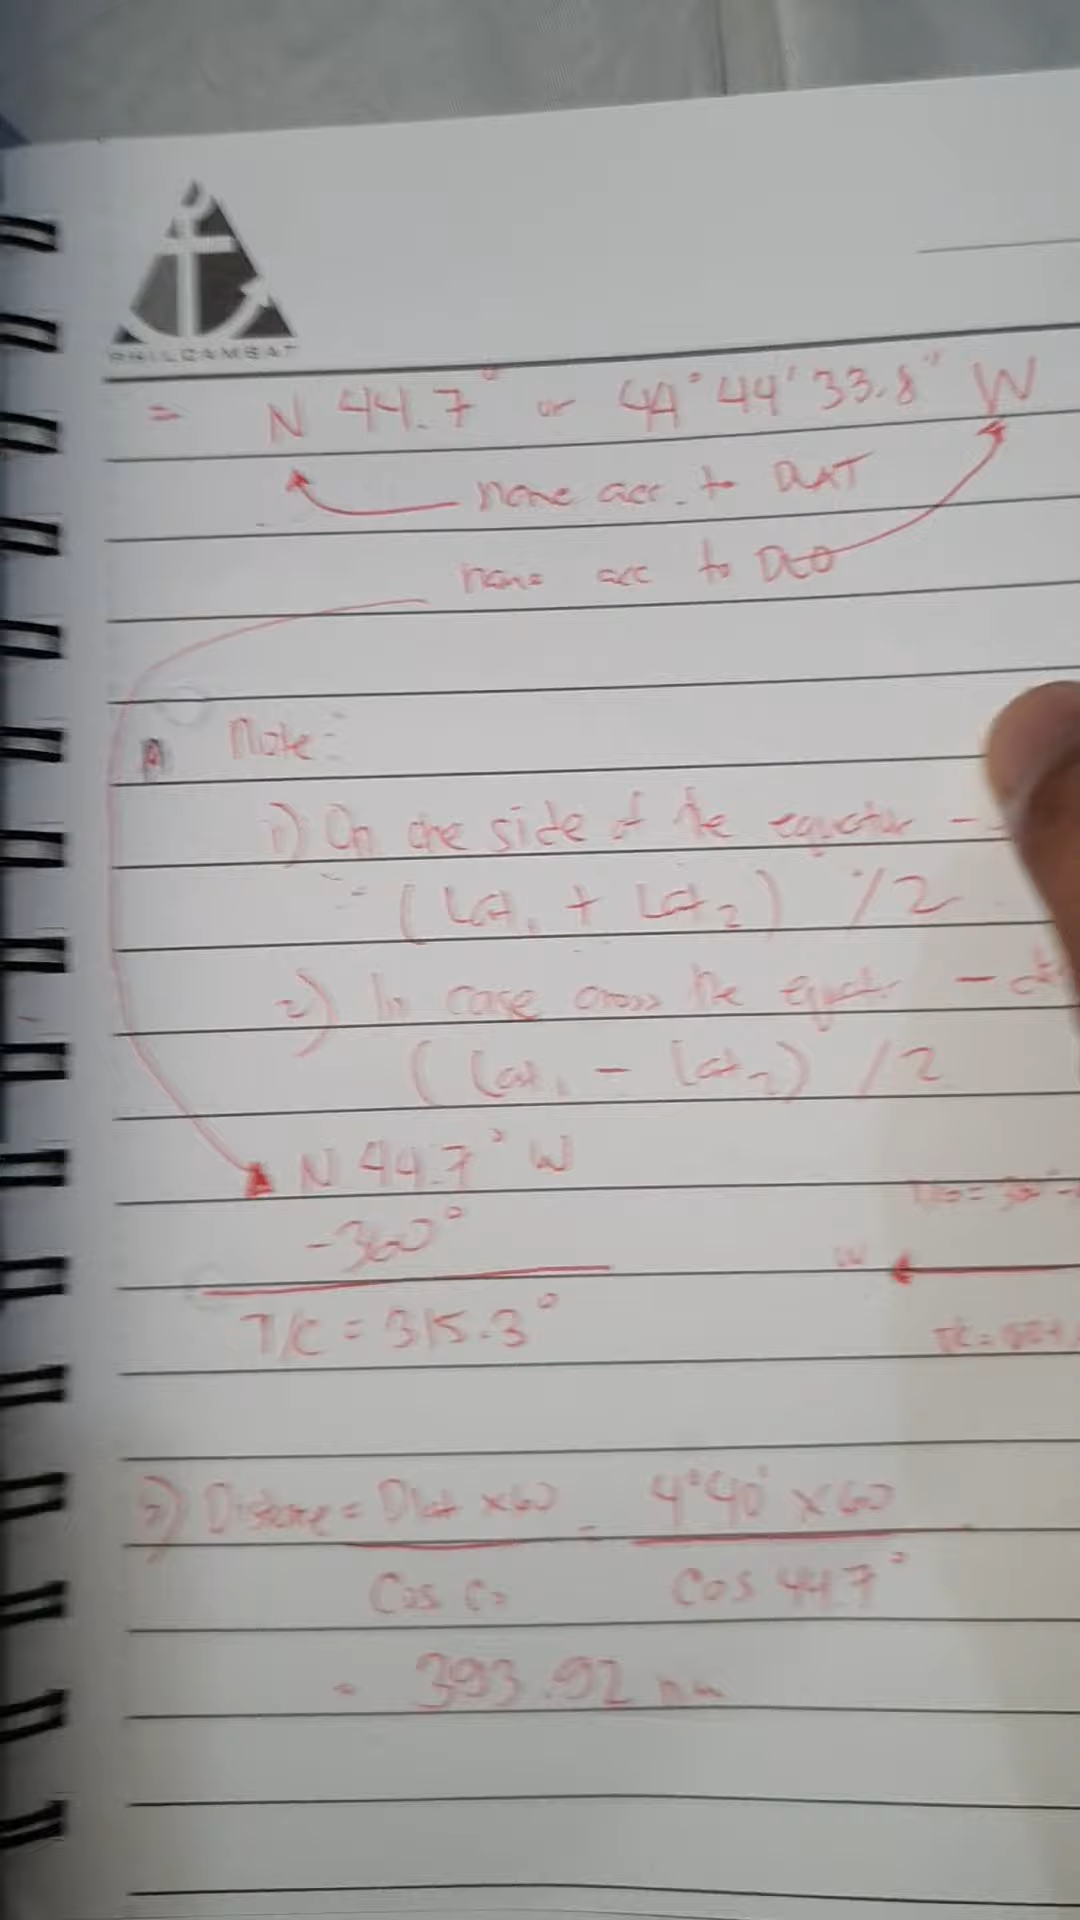 PHILCAMSAT
= N 44.7° or 44° 44' 33.8" W
name acc. to DLAT
name acc to DLO
Note:
1) On one side of the equator -
= (Lat₁ + Lat₂) /2
2) In case cross the equator -
(Lat₁ - Lat₂) /2
N 44.7° W
-360°
T/C = 315.3°
W
Distance = Dlat x 60 = 4°40' x 60
Cos Co Cos 44.7°
= 393.92 nm